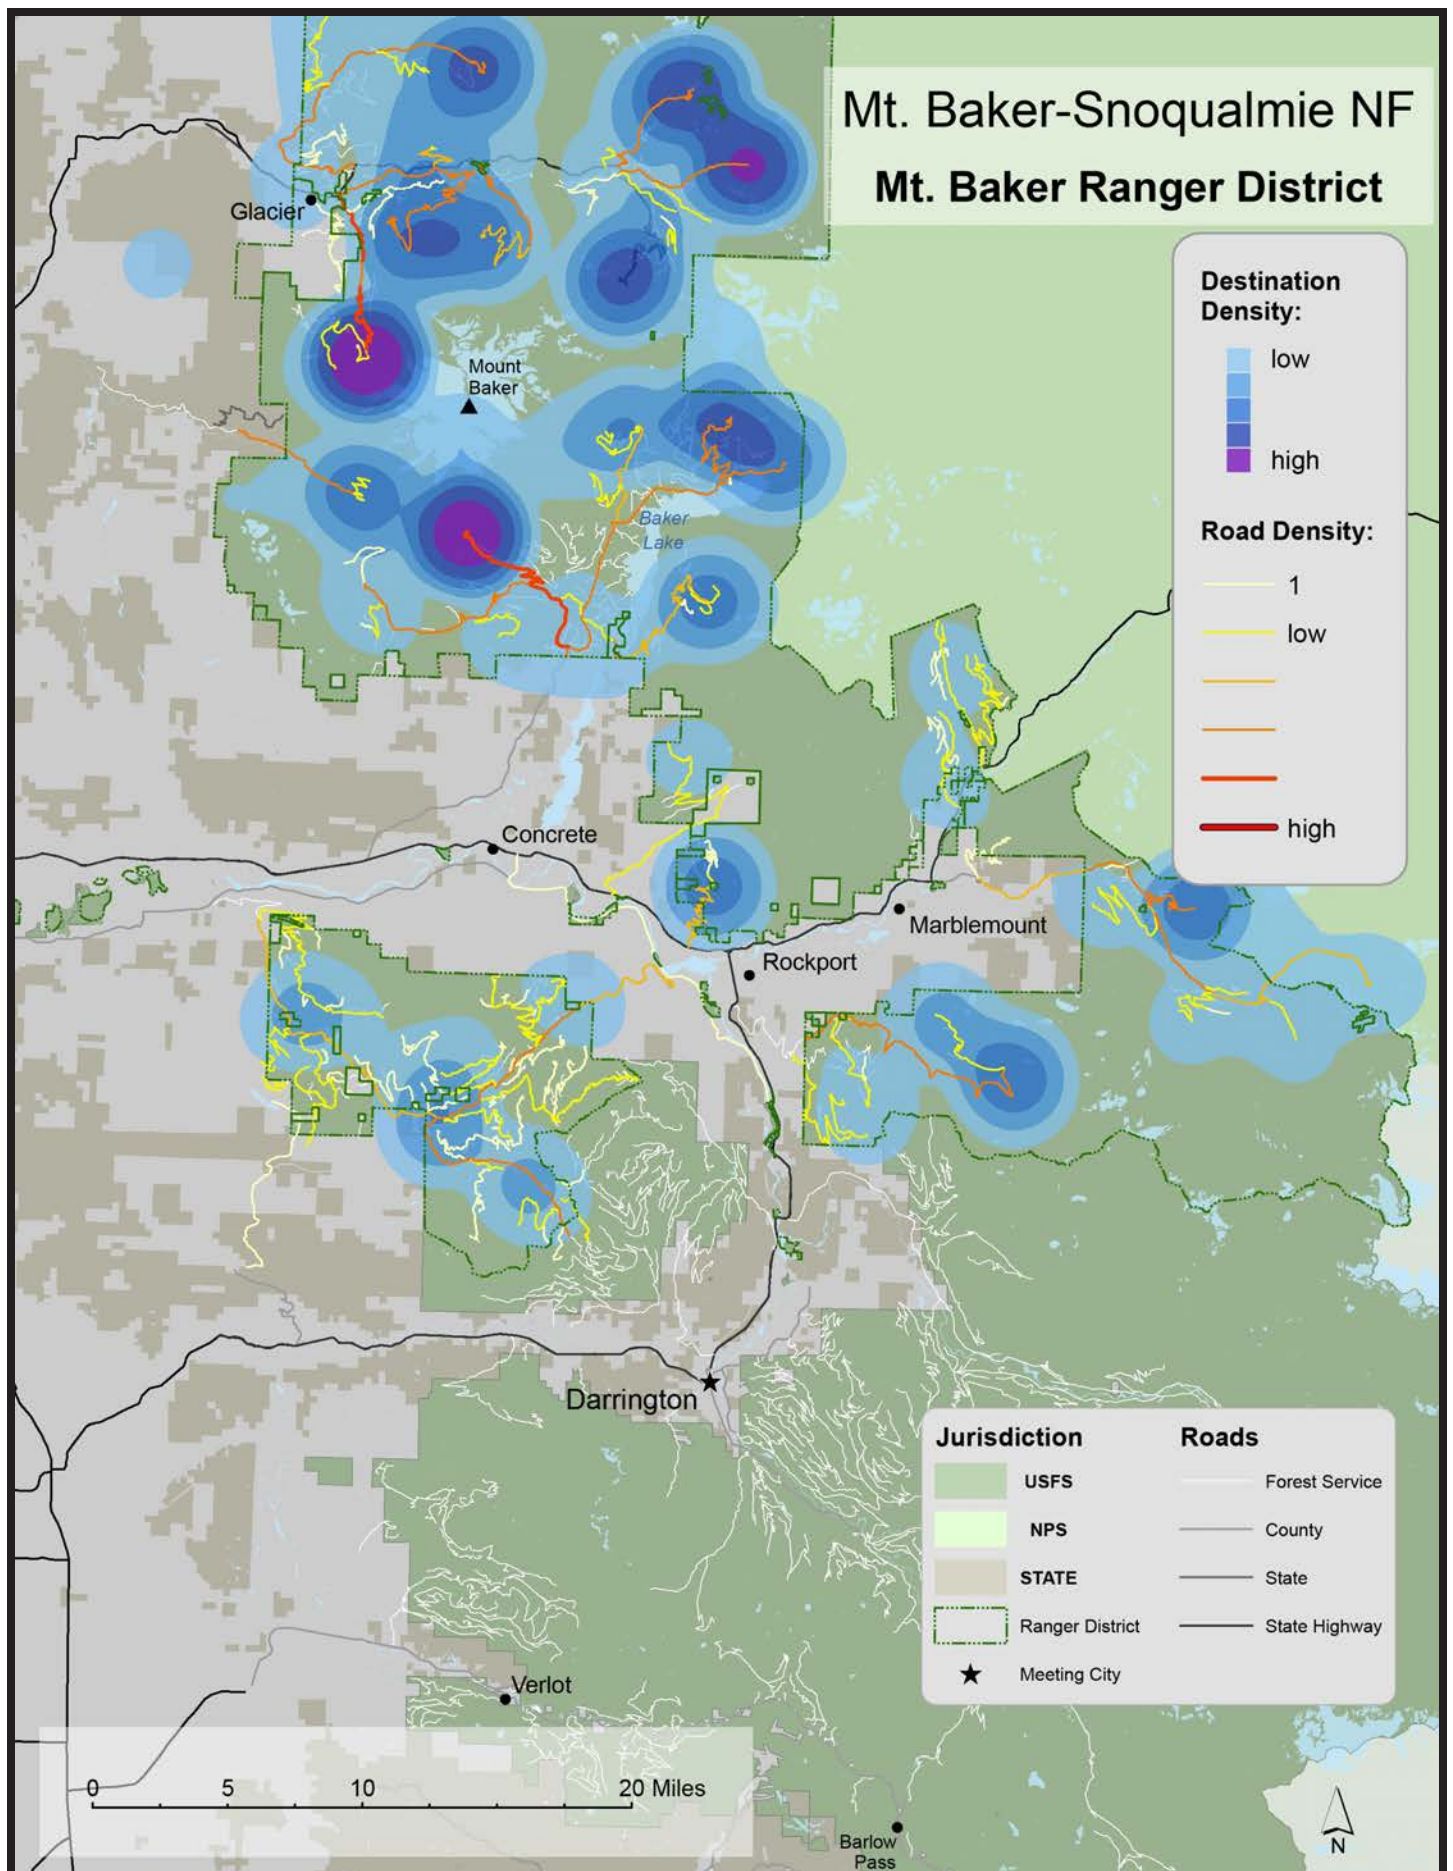 Mt. Baker-Snoqualmie NF
Mt. Baker Ranger District
Glacier
Destination
Density:
low
high
Mount
Baker
Baker
Lake
Road Density:
1
low
high
Concrete
Marblemount
Rockport
Darrington
Jurisdiction
USFS
NPS
STATE
Ranger District
Meeting City
Roads
Forest Service
County
State
State Highway
Verlot
0
5
10
20 Miles
Barlow
Pass
N